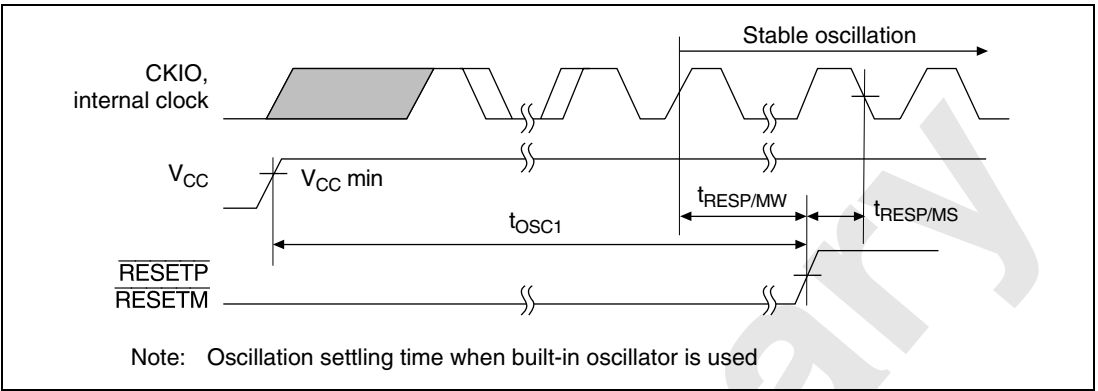 Stable oscillation
CKIO,
internal clock
VCC
VCC min
tRESP/MW
tRESP/MS
tOSC1
RESETP
RESETM
Note: Oscillation settling time when built-in oscillator is used